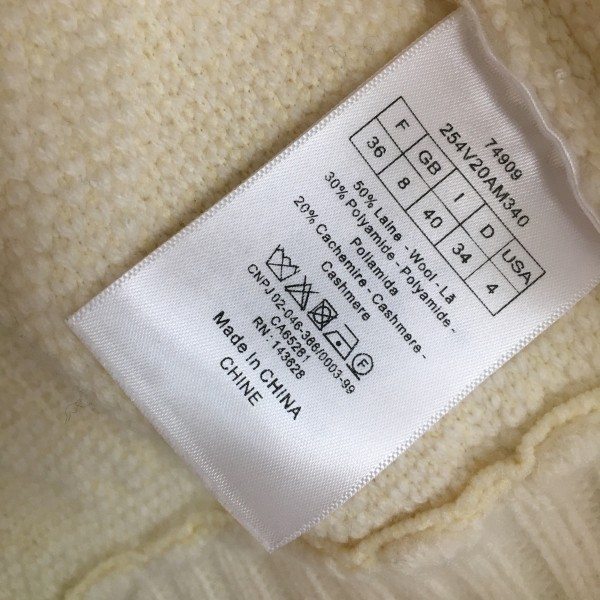 74909
254V20AM340
F GB I D USA
36 8 40 34 4
50% Laine - Wool - Lã
30% Polyamide - Polyamide -
Poliamida
20% Cachemire - Cashmere -
Cashmere
F
CNPJ 02-046-366/0003-99
CA65281
RN: 143628
Made In CHINA
CHINE